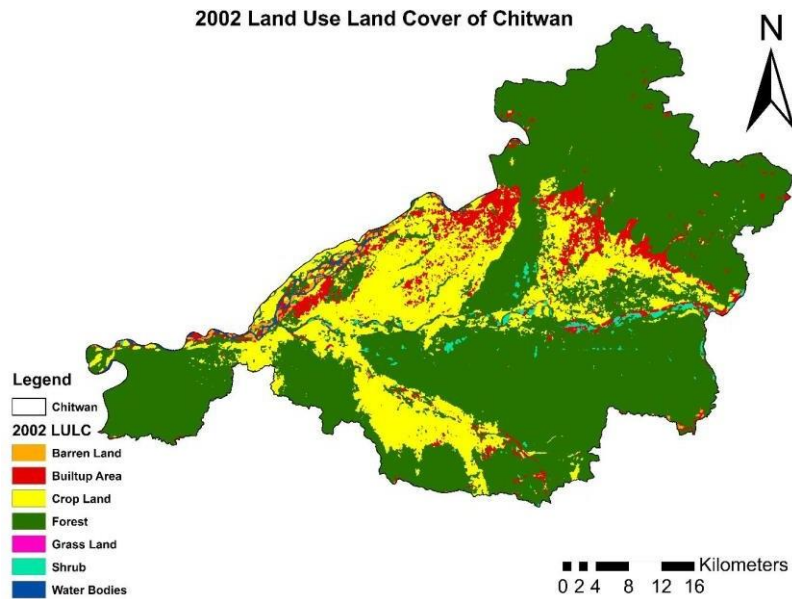 2002 Land Use Land Cover of Chitwan
N
Legend
Chitwan
2002 LULC
Barren Land
Builtup Area
Crop Land
Forest
Grass Land
Shrub
Water Bodies
Kilometers
0 2 4 8 12 16